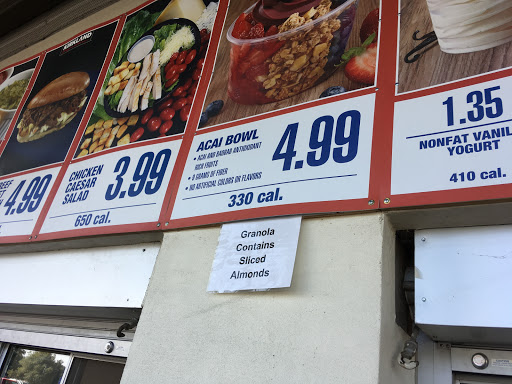 KIRKLAND
4.99
CHICKEN
CAESAR
SALAD
3.99
650 cal.
ACAI BOWL
• ACAI AND BAOBAB ANTIOXIDANT
RICH FRUITS
• 8 GRAMS OF FIBER
• NO ARTIFICIAL COLORS OR FLAVORS
4.99
330 cal.
1.35
NONFAT VANIL
YOGURT
410 cal.
Granola
Contains
Sliced
Almonds